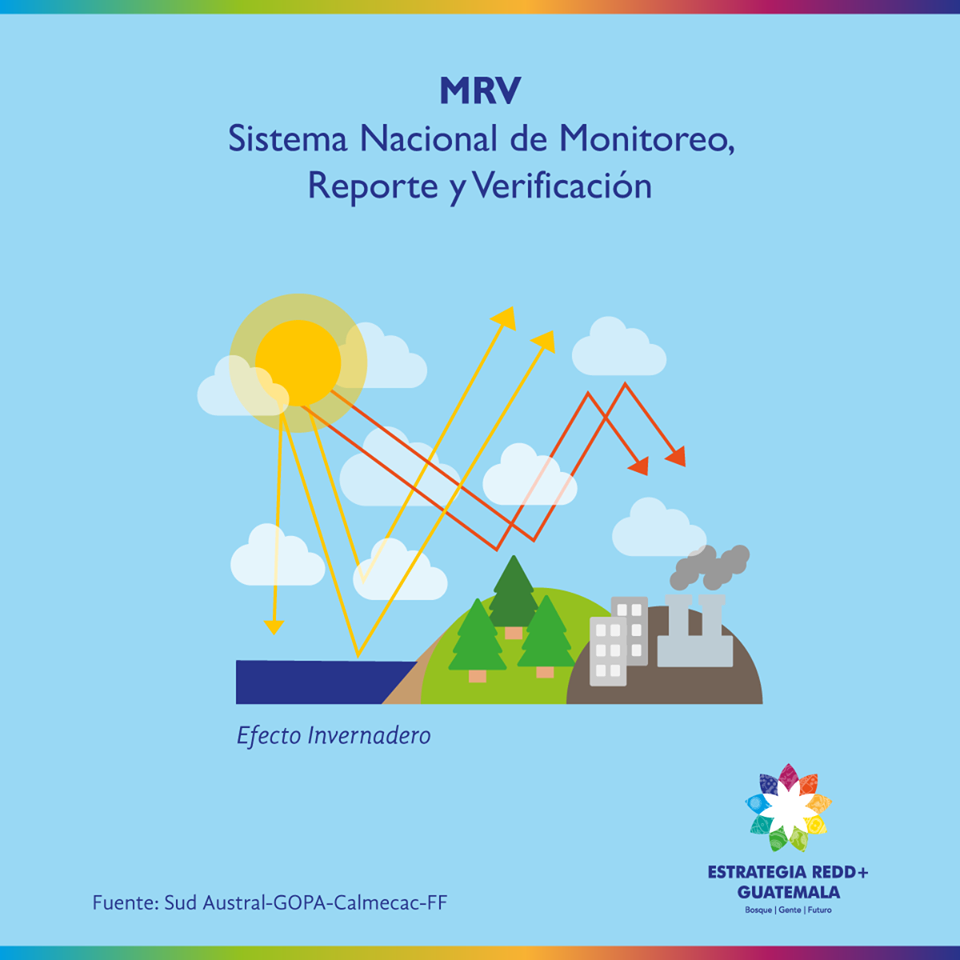 MRV
Sistema Nacional de Monitoreo,
Reporte y Verificación
Efecto Invernadero
ESTRATEGIA REDD+
GUATEMALA
Bosque | Gente | Futuro
Fuente: Sud Austral-GOPA-Calmecac-FF